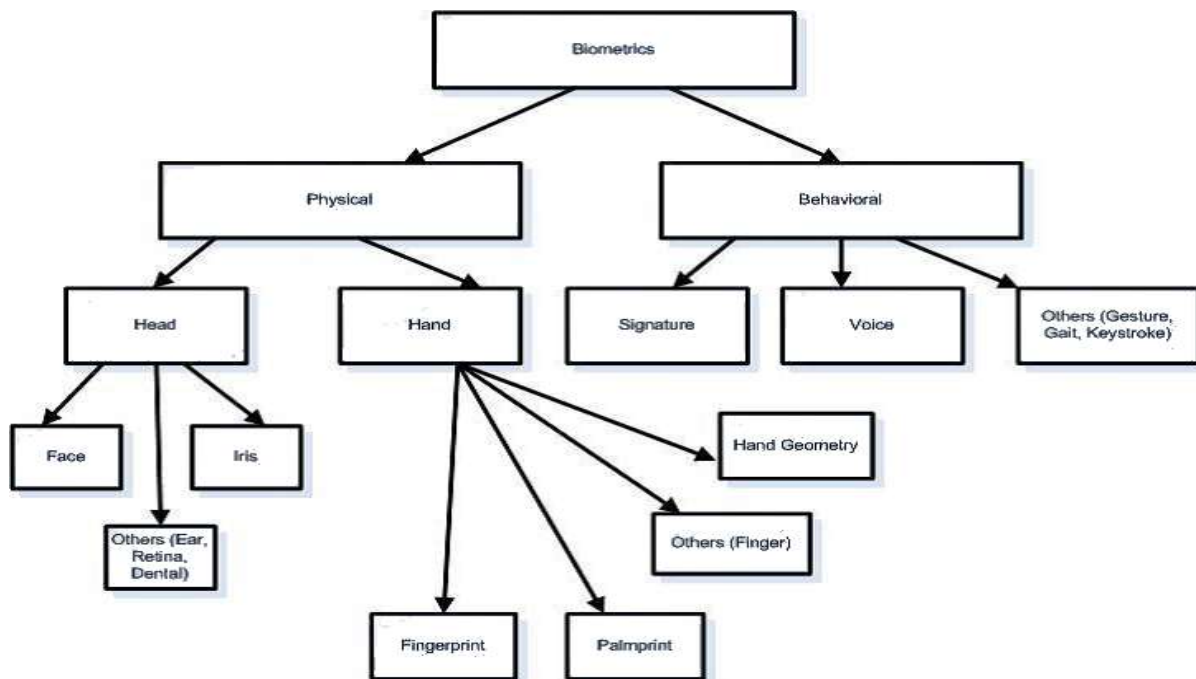 Biometrics
Physical
Behavioral
Head
Hand
Signature
Voice
Others (Gesture,
Gait, Keystroke)
Face
Iris
Hand Geometry
Others (Ear,
Retina,
Dental)
Others (Finger)
Fingerprint
Palmprint